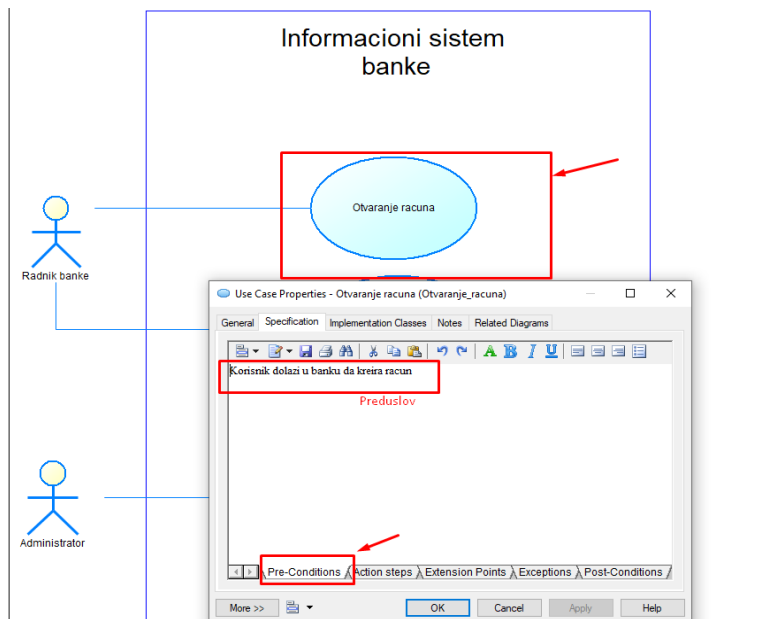 Informacioni sistem
banke
Otvaranje racuna
Radnik banke
Use Case Properties - Otvaranje racuna (Otvaranje_racuna)
General Specification Implementation Classes Notes Related Diagrams
A B I U
Korisnik dolazi u banku da kreira racun
Preduslov
Pre-Conditions Action steps Extension Points Exceptions Post-Conditions
More >> OK Cancel Apply Help
Administrator